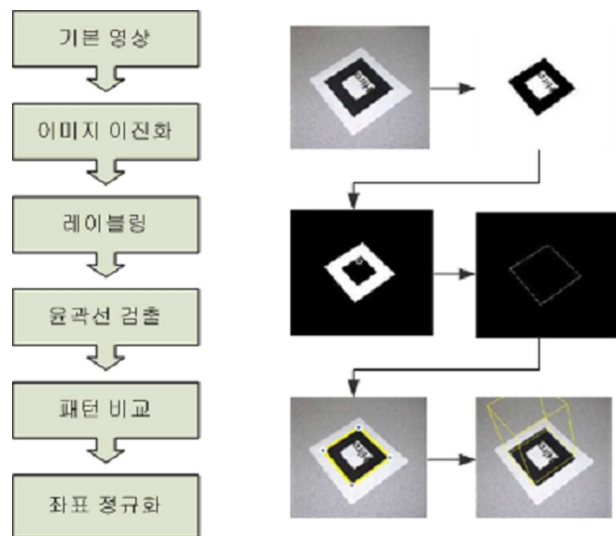 기본 영상
이미지 이진화
레이블링
윤곽선 검출
패턴 비교
좌표 정규화